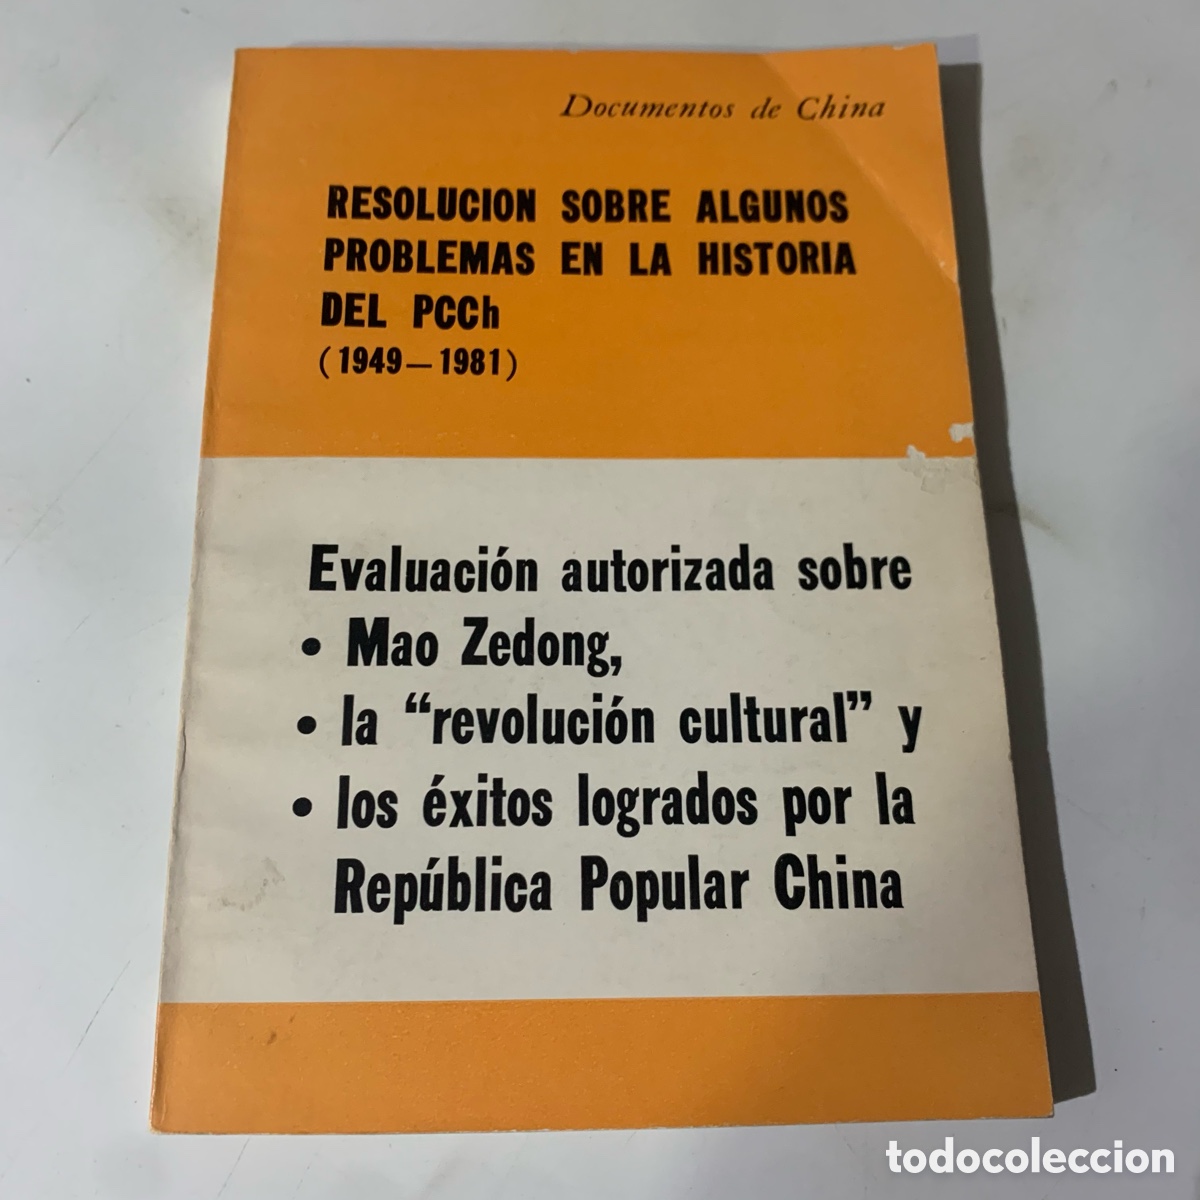 Documentos de China
RESOLUCION SOBRE ALGUNOS
PROBLEMAS EN LA HISTORIA
DEL PCCh
(1949—1981)
Evaluación autorizada sobre
• Mao Zedong,
• la “revolución cultural” y
• los éxitos logrados por la
República Popular China
todocoleccion